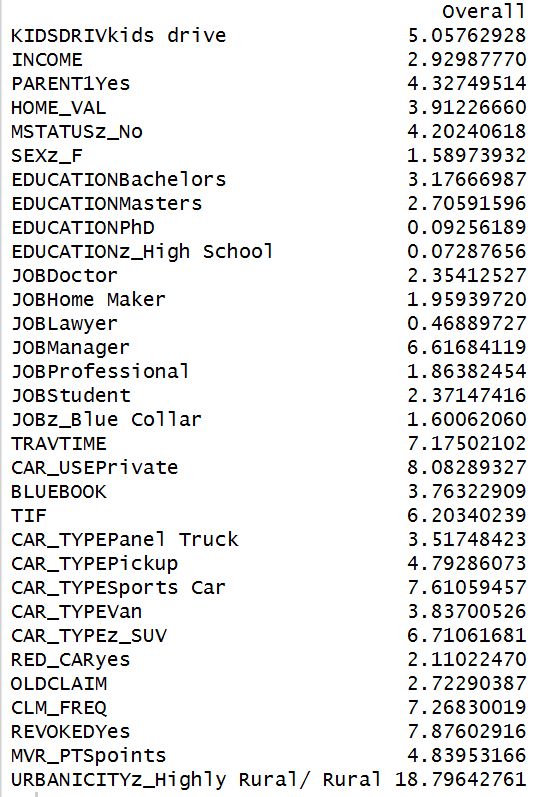 Overall
KIDSDRIVkids drive 5.05762928
INCOME 2.92987770
PARENT1Yes 4.32749514
HOME_VAL 3.91226660
MSTATUSz_No 4.20240618
SEXz_F 1.58973932
EDUCATIONBachelors 3.17666987
EDUCATIONMasters 2.70591596
EDUCATIONPhD 0.09256189
EDUCATIONz_High School 0.07287656
JOBDoctor 2.35412527
JOBHome Maker 1.95939720
JOBLawyer 0.46889727
JOBManager 6.61684119
JOBProfessional 1.86382454
JOBStudent 2.37147416
JOBz_Blue Collar 1.60062060
TRAVTIME 7.17502102
CAR_USEPrivate 8.08289327
BLUEBOOK 3.76322909
TIF 6.20340239
CAR_TYPEPanel Truck 3.51748423
CAR_TYPEPickup 4.79286073
CAR_TYPESports Car 7.61059457
CAR_TYPEVan 3.83700526
CAR_TYPEz_SUV 6.71061681
RED_CARyes 2.11022470
OLDCLAIM 2.72290387
CLM_FREQ 7.26830019
REVOKEDYes 7.87602916
MVR_PTSpoints 4.83953166
URBANICITYz_Highly Rural/ Rural 18.79642761